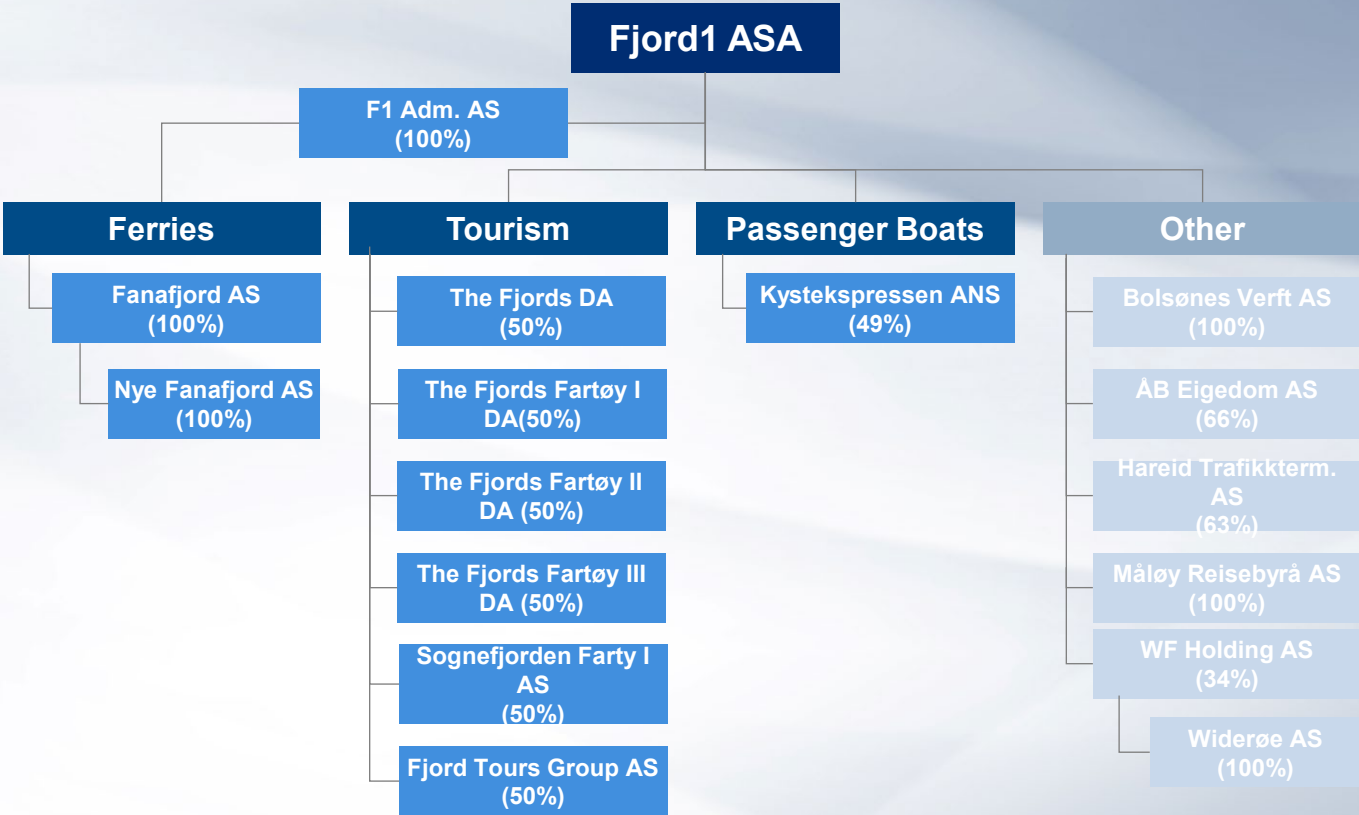 Fjord1 ASA
F1 Adm. AS
(100%)
Ferries
Fanafjord AS
(100%)
Nye Fanafjord AS
(100%)
Tourism
The Fjords DA
(50%)
The Fjords Fartøy I
DA(50%)
The Fjords Fartøy II
DA (50%)
The Fjords Fartøy III
DA (50%)
Sognefjorden Farty I
AS
(50%)
Fjord Tours Group AS
(50%)
Passenger Boats
Kystekspressen ANS
(49%)
Other
Bolsønes Verft AS
(100%)
ÅB Eigedom AS
(66%)
Hareid Trafikkterm.
AS
(63%)
Måløy Reisebyrå AS
(100%)
WF Holding AS
(34%)
Widerøe AS
(100%)